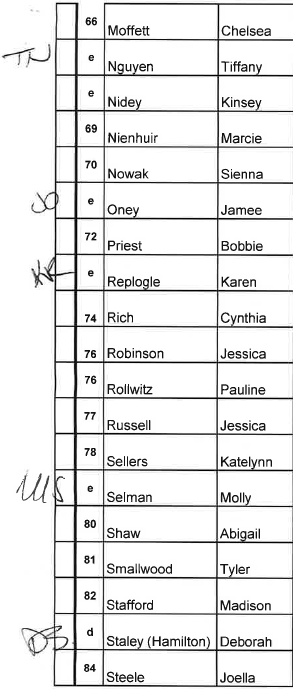 66 Moffett Chelsea
TN e Nguyen Tiffany
e Nidey Kinsey
69 Nienhuir Marcie
70 Nowak Sienna
JO e Oney Jamee
72 Priest Bobbie
KR e Replogle Karen
74 Rich Cynthia
76 Robinson Jessica
76 Rollwitz Pauline
77 Russell Jessica
78 Sellers Katelynn
MS e Selman Molly
80 Shaw Abigail
81 Smallwood Tyler
82 Stafford Madison
DS d Staley (Hamilton) Deborah
84 Steele Joella